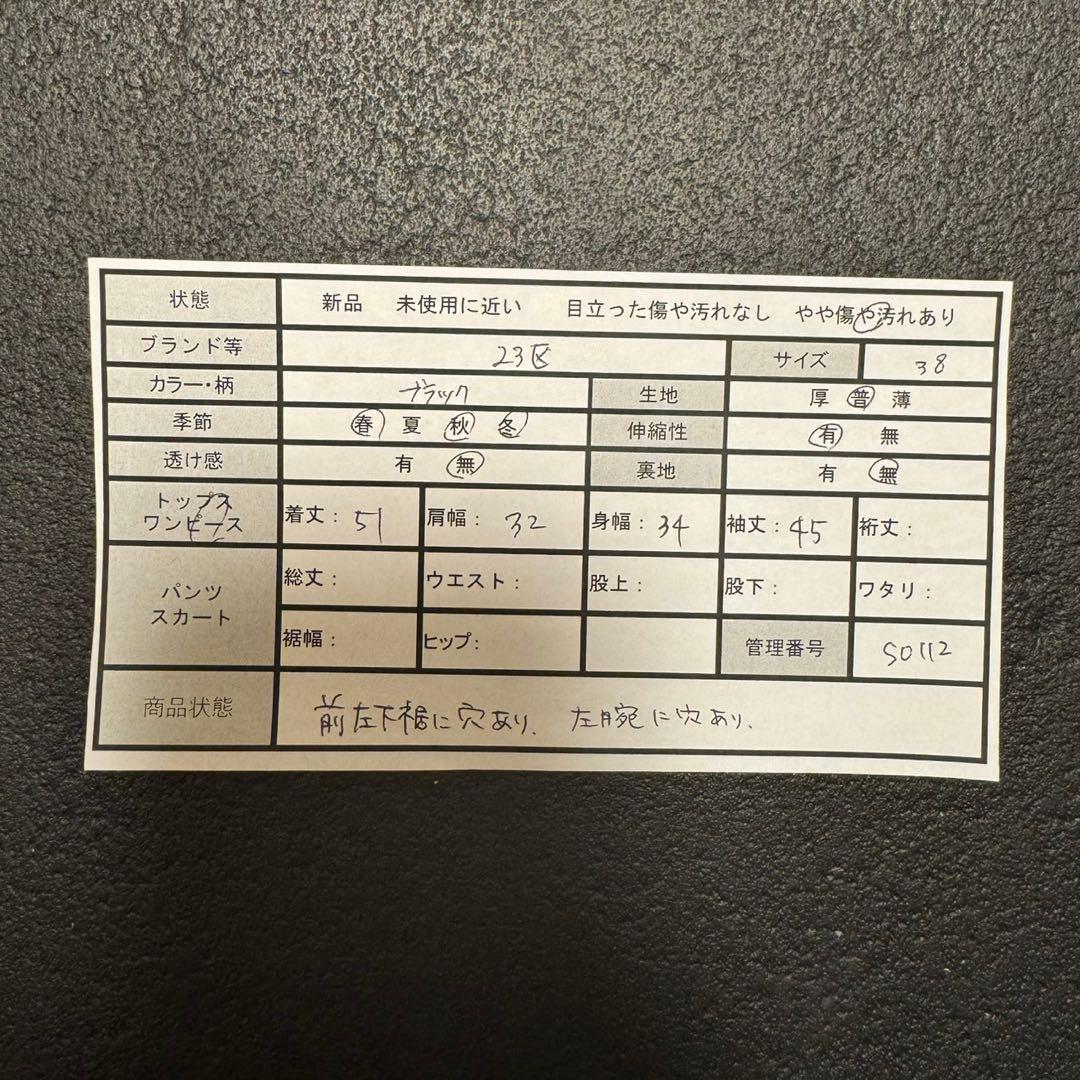 状態 新品 未使用に近い 目立った傷や汚れなし やや傷や汚れあり
ブランド等 23区 サイズ 38
カラー・柄 ブラック 生地 厚 普 薄
季節 春 夏 秋 冬 伸縮性 有 無
透け感 有 無 裏地 有 無
トップス
ワンピース
着丈: 51 肩幅: 32 身幅: 34 袖丈: 45 裄丈:
パンツ
スカート
総丈: ウエスト: 股上: 股下: ワタリ:
裾幅: ヒップ: 管理番号 S0112
商品状態 前左下裾に穴あり、左腕に穴あり、